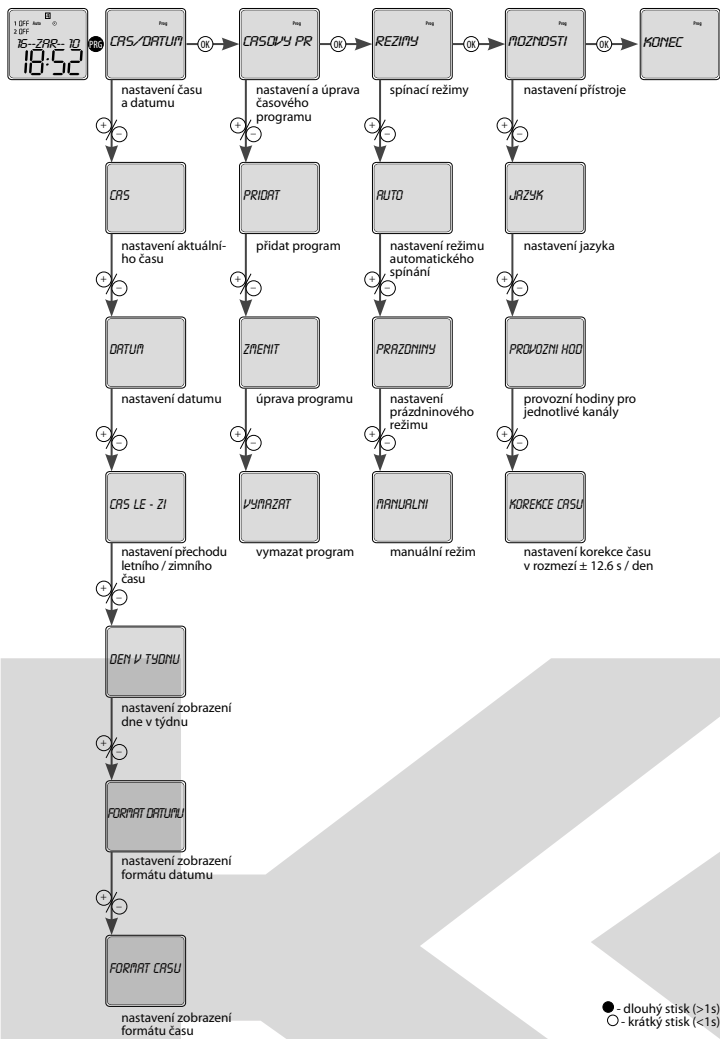 1 OFF Auto
2 OFF
16--ZAR-- 10
18:52
PRG
Prog
CAS/DATUM
OK
Prog
CASOVY PR
OK
Prog
REZIMY
OK
Prog
MOZNOSTI
OK
Prog
KONEC
nastavení času
a datumu
nastavení a úprava
časového
programu
spínací režimy
nastavení přístroje
+ −
+ −
+ −
+ −
CAS
PRIDAT
AUTO
JAZYK
nastavení aktuální-
ho času
přidat program
nastavení režimu
automatického
spínání
nastavení jazyka
+ −
+ −
+ −
+ −
DATUM
ZMENIT
PRAZDNINY
PROVOZNI HOD
nastavení datumu
úprava programu
nastavení
prázdninového
režimu
provozní hodiny pro
jednotlivé kanály
+ −
+ −
+ −
+ −
CAS LE - ZI
VYMAZAT
MANUALNI
KOREKCE CASU
nastavení přechodu
letního / zimního
času
vymazat program
manuální režim
nastavení korekce času
v rozmezí ± 12.6 s / den
+ −
DEN V TYDNU
nastavení zobrazení
dne v týdnu
+ −
FORMAT DATUMU
nastavení zobrazení
formátu datumu
+ −
FORMAT CASU
nastavení zobrazení
formátu času
- dlouhý stisk (>1s)
- krátký stisk (<1s)